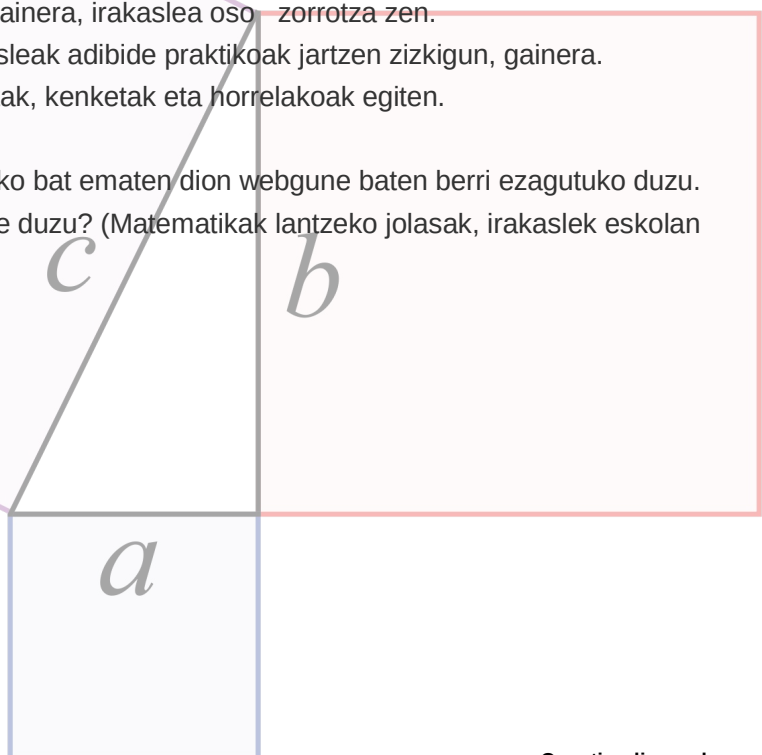 ainera, irakaslea oso zorrotza zen.
sleak adibide praktikoak jartzen zizkigun, gainera.
ak, kenketak eta horrelakoak egiten.
ko bat ematen dion webgune baten berri ezagutuko duzu.
e duzu? (Matematikak lantzeko jolasak, irakaslek eskolan
c
b
a